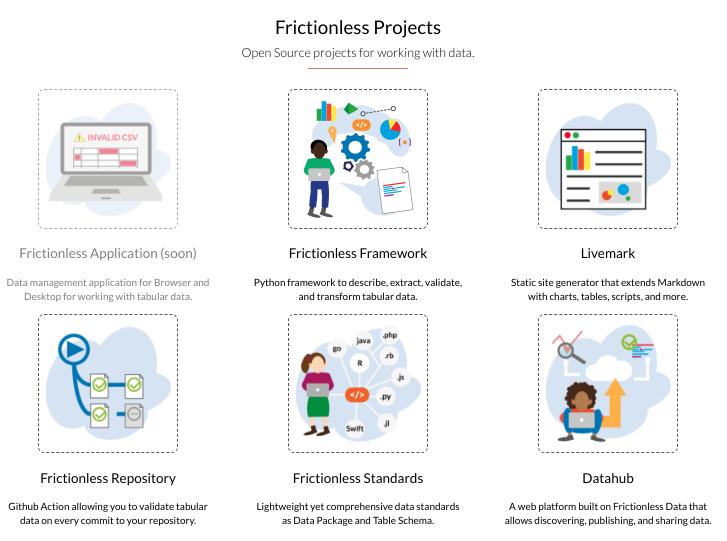 Frictionless Projects
Open Source projects for working with data.
INVALID CSV
</>
Frictionless Application (soon)
Frictionless Framework
Livemark
Data management application for Browser and
Desktop for working with tabular data.
Python framework to describe, extract, validate,
and transform tabular data.
Static site generator that extends Markdown
with charts, tables, scripts, and more.
go
java
.php
R
.rb
.js
</>
.py
Swift
.jl
Frictionless Repository
Frictionless Standards
Datahub
Github Action allowing you to validate tabular
data on every commit to your repository.
Lightweight yet comprehensive data standards
as Data Package and Table Schema.
A web platform built on Frictionless Data that
allows discovering, publishing, and sharing data.